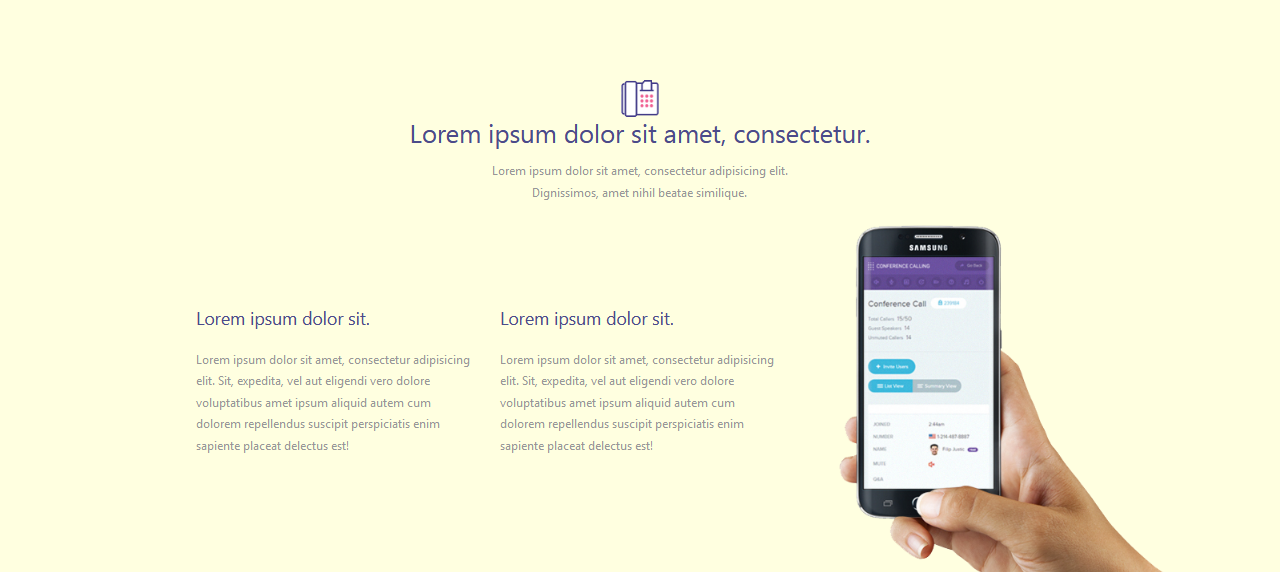 Lorem ipsum dolor sit amet, consectetur.
Lorem ipsum dolor sit amet, consectetur adipisicing elit.
Dignissimos, amet nihil beatae similique.
Lorem ipsum dolor sit.
Lorem ipsum dolor sit amet, consectetur adipisicing
elit. Sit, expedita, vel aut eligendi vero dolore
voluptatibus amet ipsum aliquid autem cum
dolorem repellendus suscipit perspiciatis enim
sapiente placeat delectus est!
Lorem ipsum dolor sit.
Lorem ipsum dolor sit amet, consectetur adipisicing
elit. Sit, expedita, vel aut eligendi vero dolore
voluptatibus amet ipsum aliquid autem cum
dolorem repellendus suscipit perspiciatis enim
sapiente placeat delectus est!
SAMSUNG
CONFERENCE CALLING Go Back
Conference Call
Total Callers 15/50
Guest Speakers 14
Unmuted Callers 14
Invite Users
List View Summary View
JOINED 2:44am
NUMBER
NAME Filip Justic
MUSIC
Q&A